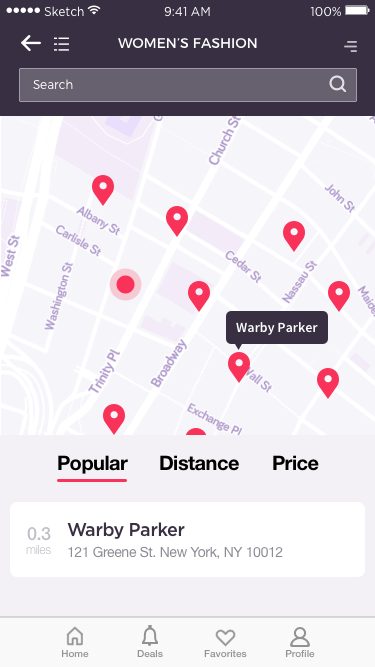 Sketch 9:41 AM 100%
WOMEN'S FASHION
Search
Church St
John St
Albany St
Carlisle St
West St
Cedar St
Nassau St
Maiden
Washington St
Warby Parker
Trinity Pl
Broadway
Wall St
Exchange Pl
Popular Distance Price
0.3 miles
Warby Parker
121 Greene St. New York, NY 10012
Home Deals Favorites Profile